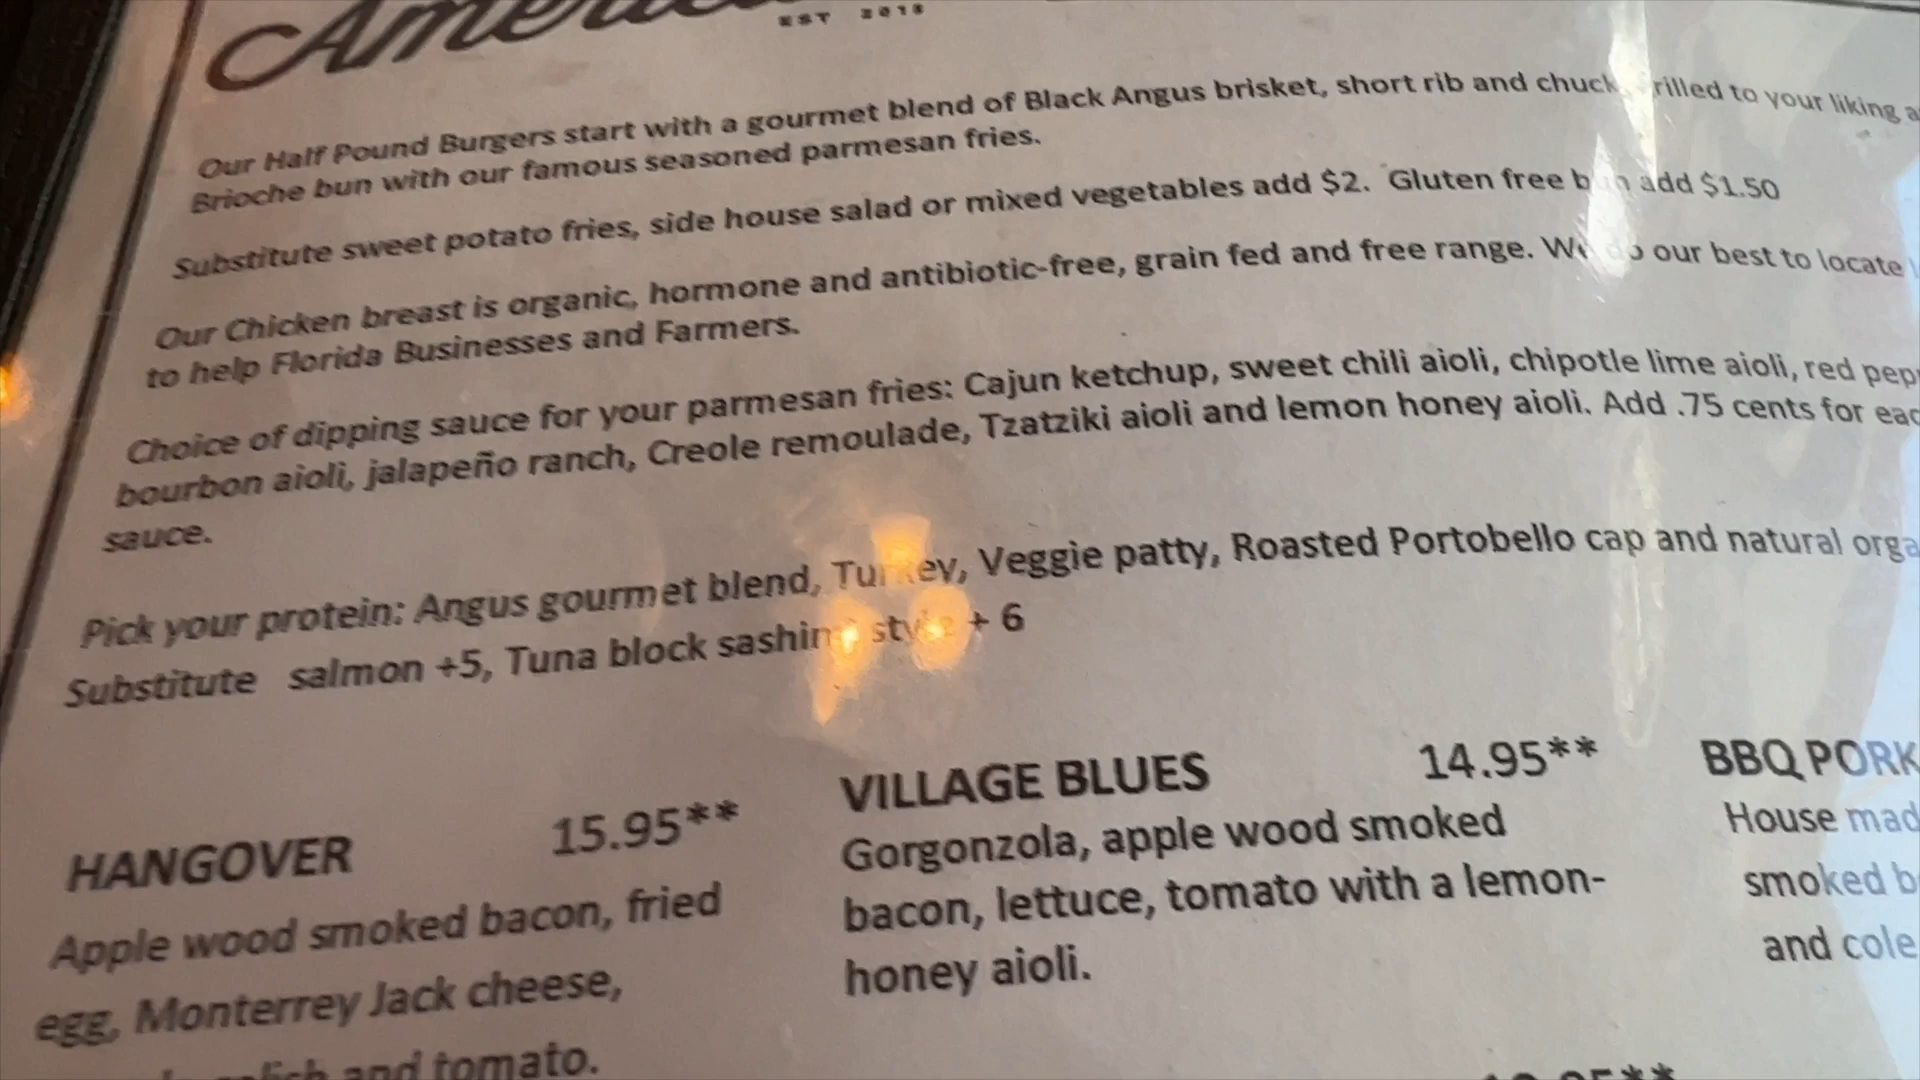 EST 2018
Our Half Pound Burgers start with a gourmet blend of Black Angus brisket, short rib and chuck, to your liking
Brioche bun with our famous seasoned parmesan fries.
Substitute sweet potato fries, side house salad or mixed vegetables add $2. Gluten free bun add $1.50
Our Chicken breast is organic, hormone and antibiotic-free, grain fed and free range. We do our best to locate
to help Florida Businesses and Farmers.
Choice of dipping sauce for your parmesan fries: Cajun ketchup, sweet chili aioli, chipotle lime aioli, red
bourbon aioli, jalapeño ranch, Creole remoulade, Tzatziki aioli and lemon honey aioli. Add .75 cents for
sauce.
Pick your protein: Angus gourmet blend, Turkey, Veggie patty, Roasted Portobello cap and natural
Substitute salmon +5, Tuna block sashimi style + 6
HANGOVER 15.95**
Apple wood smoked bacon, fried
egg, Monterrey Jack cheese,
and tomato.
VILLAGE BLUES 14.95**
Gorgonzola, apple wood smoked
bacon, lettuce, tomato with a lemon-
honey aioli.
BBQ PORK
House
smoked
and